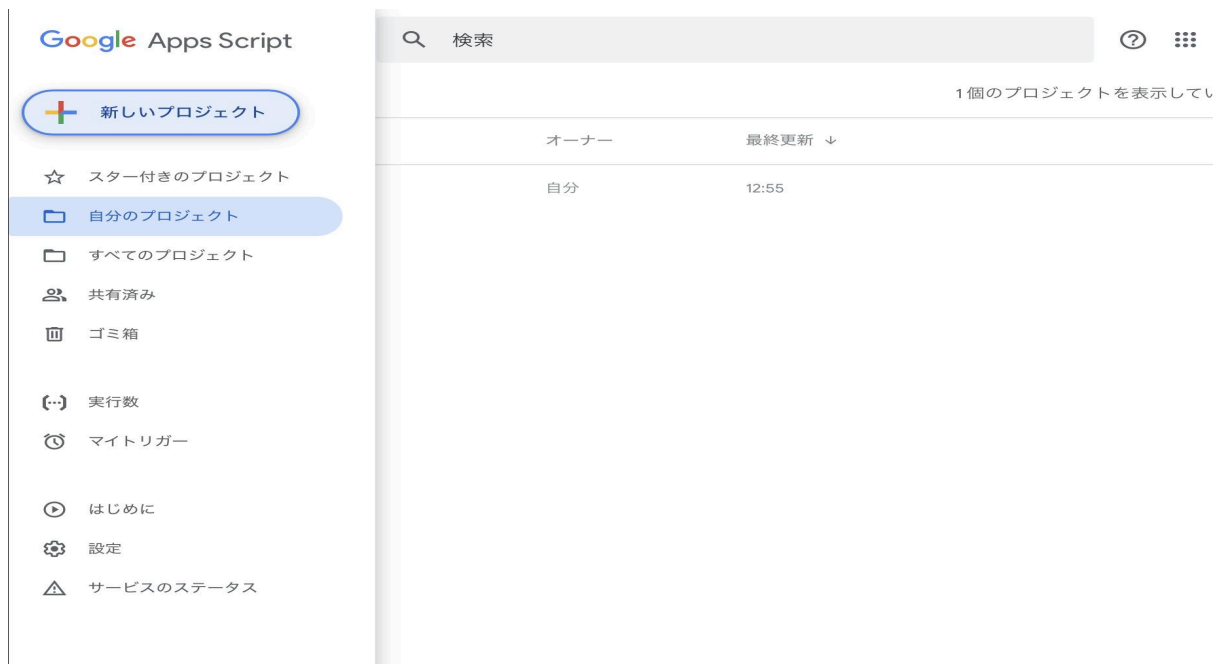 Google Apps Script
検索
新しいプロジェクト
1個のプロジェクトを表示してい
オーナー
最終更新
スター付きのプロジェクト
自分
12:55
自分のプロジェクト
すべてのプロジェクト
共有済み
ゴミ箱
実行数
マイトリガー
はじめに
設定
サービスのステータス